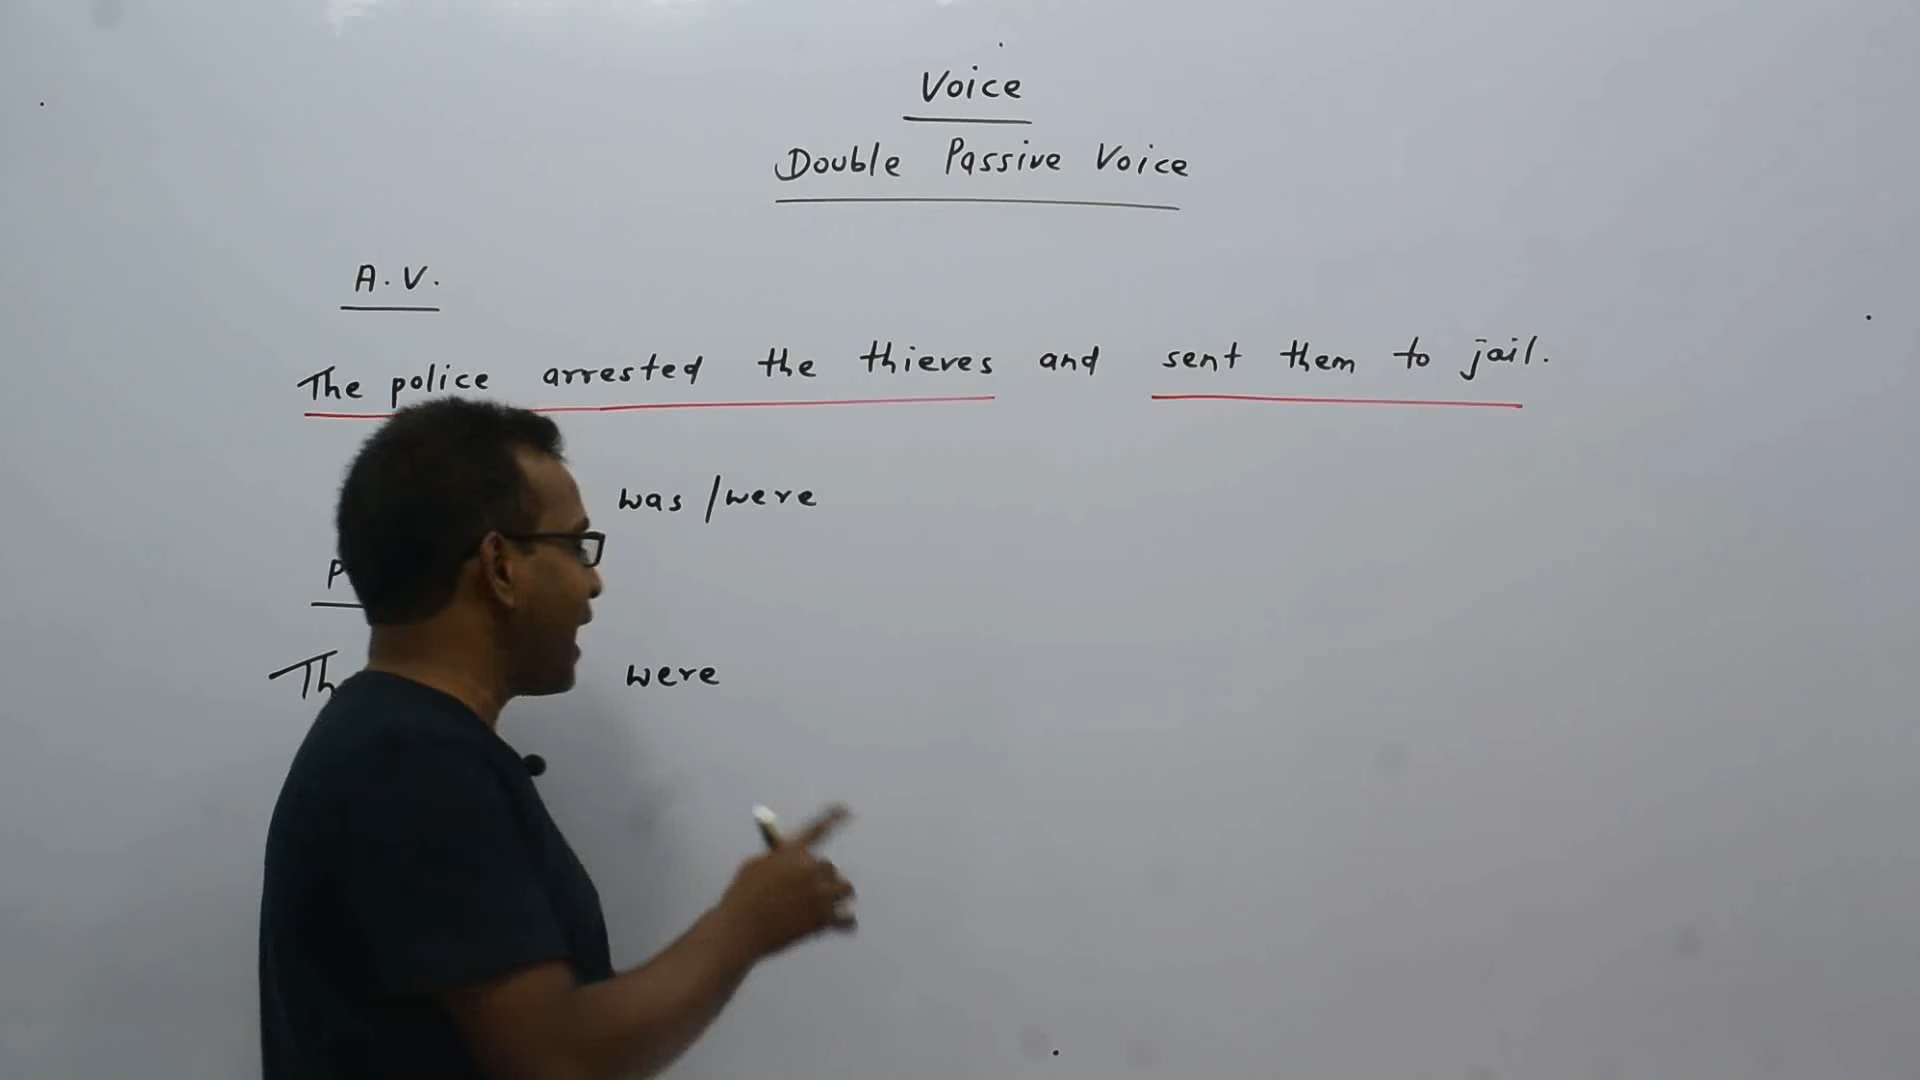 Voice
Double Passive Voice
A.V.
The police arrested the thieves and sent them to jail.
was/were
were